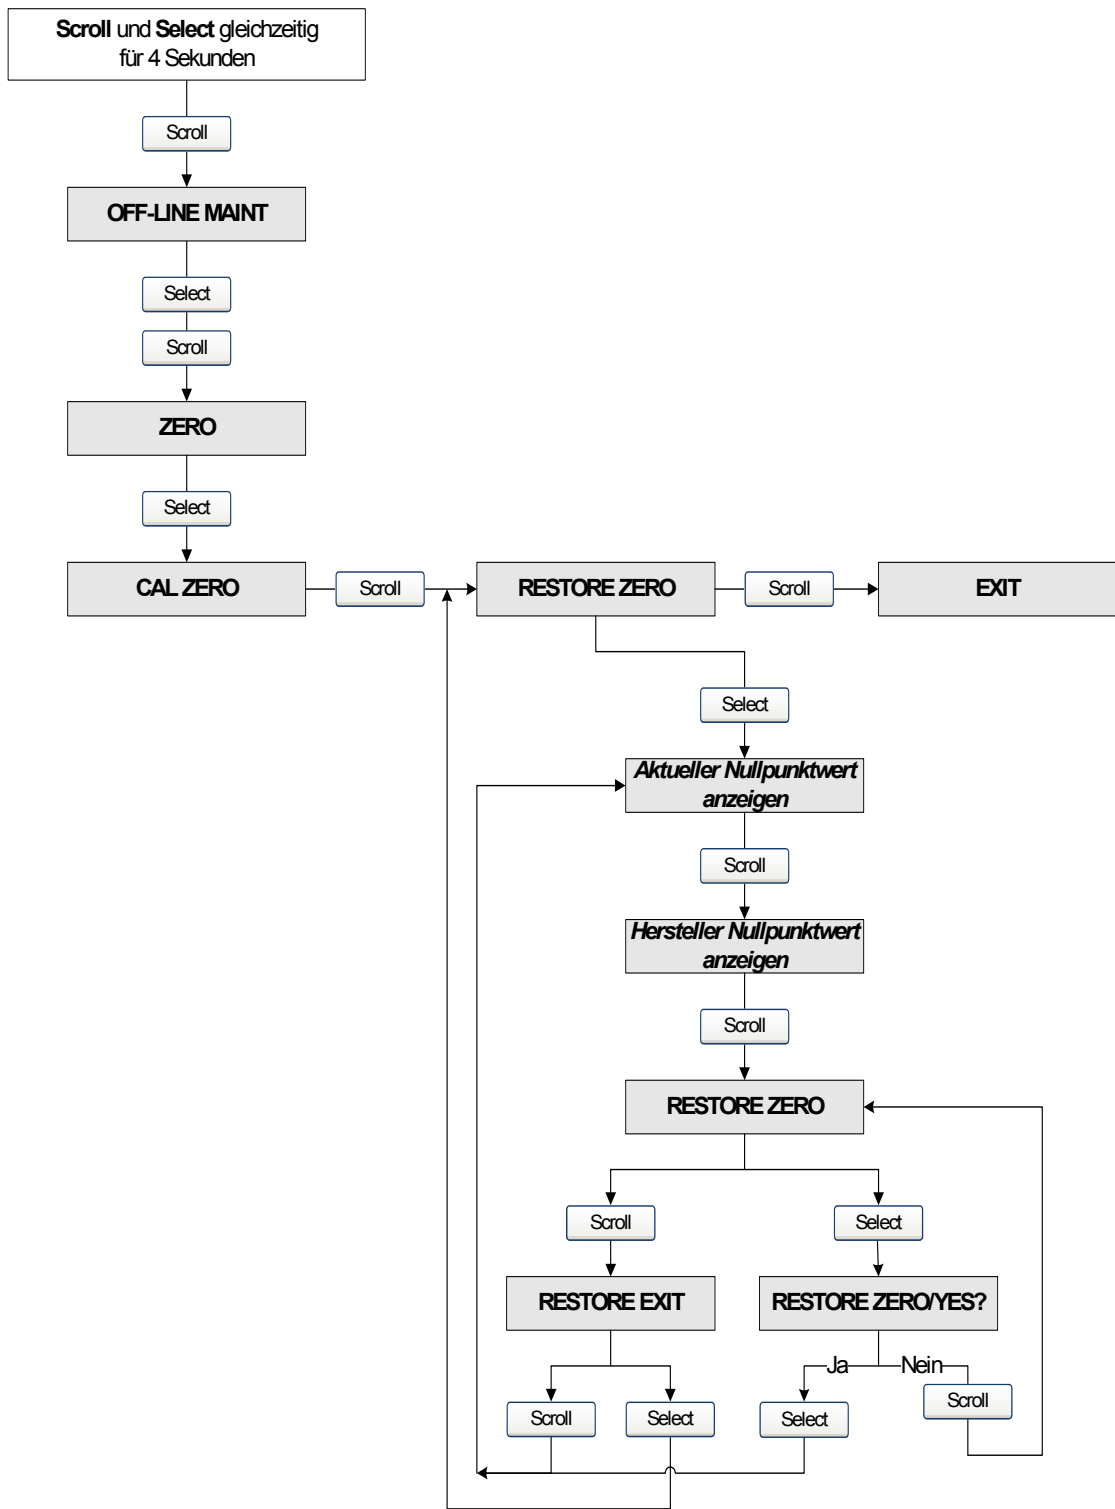 Scroll und Select gleichzeitig
für 4 Sekunden
Scroll
OFF-LINE MAINT
Select
Scroll
ZERO
Select
CAL ZERO
Scroll
RESTORE ZERO
Scroll
EXIT
Select
Aktueller Nullpunktwert
anzeigen
Scroll
Hersteller Nullpunktwert
anzeigen
Scroll
RESTORE ZERO
Scroll
Select
RESTORE EXIT
RESTORE ZERO/YES?
Ja
Nein
Scroll
Select
Select
Scroll